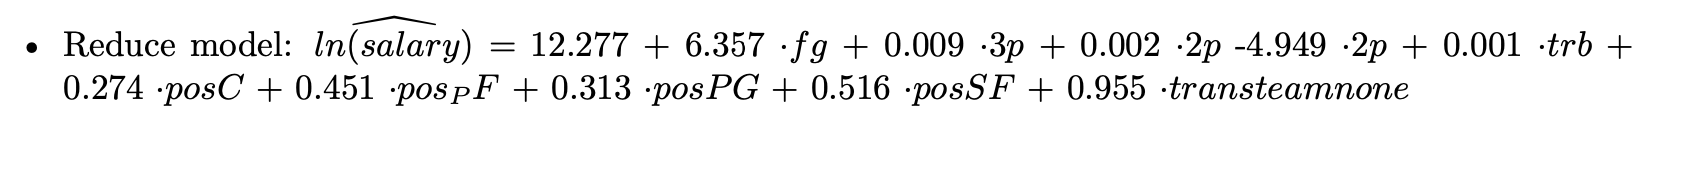 • Reduce model: ln(salary) = 12.277 + 6.357 ·fg + 0.009 ·3p + 0.002 ·2p -4.949 ·2p + 0.001 ·trb +
0.274 ·posC + 0.451 ·pos_PF + 0.313 ·posPG + 0.516 ·posSF + 0.955 ·transteamnone